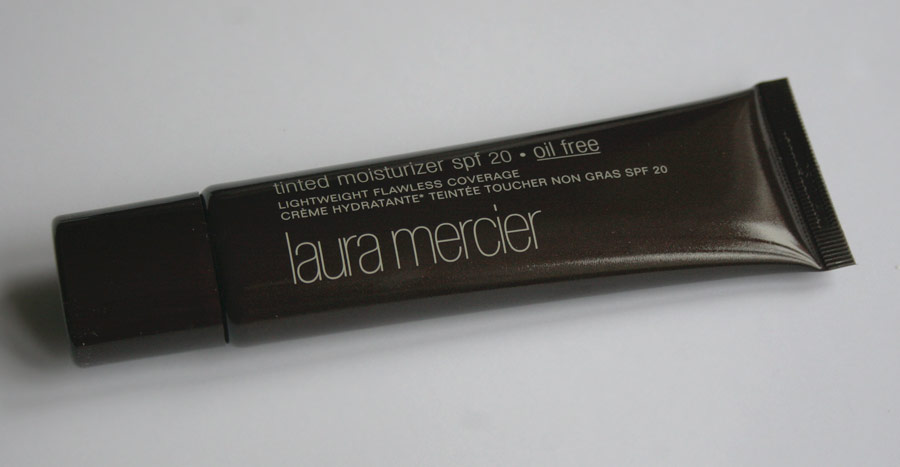 tinted moisturizer spf 20 • oil free
LIGHTWEIGHT FLAWLESS COVERAGE
CRÈME HYDRATANTE* TEINTÉE TOUCHER NON GRAS SPF 20
laura mercier